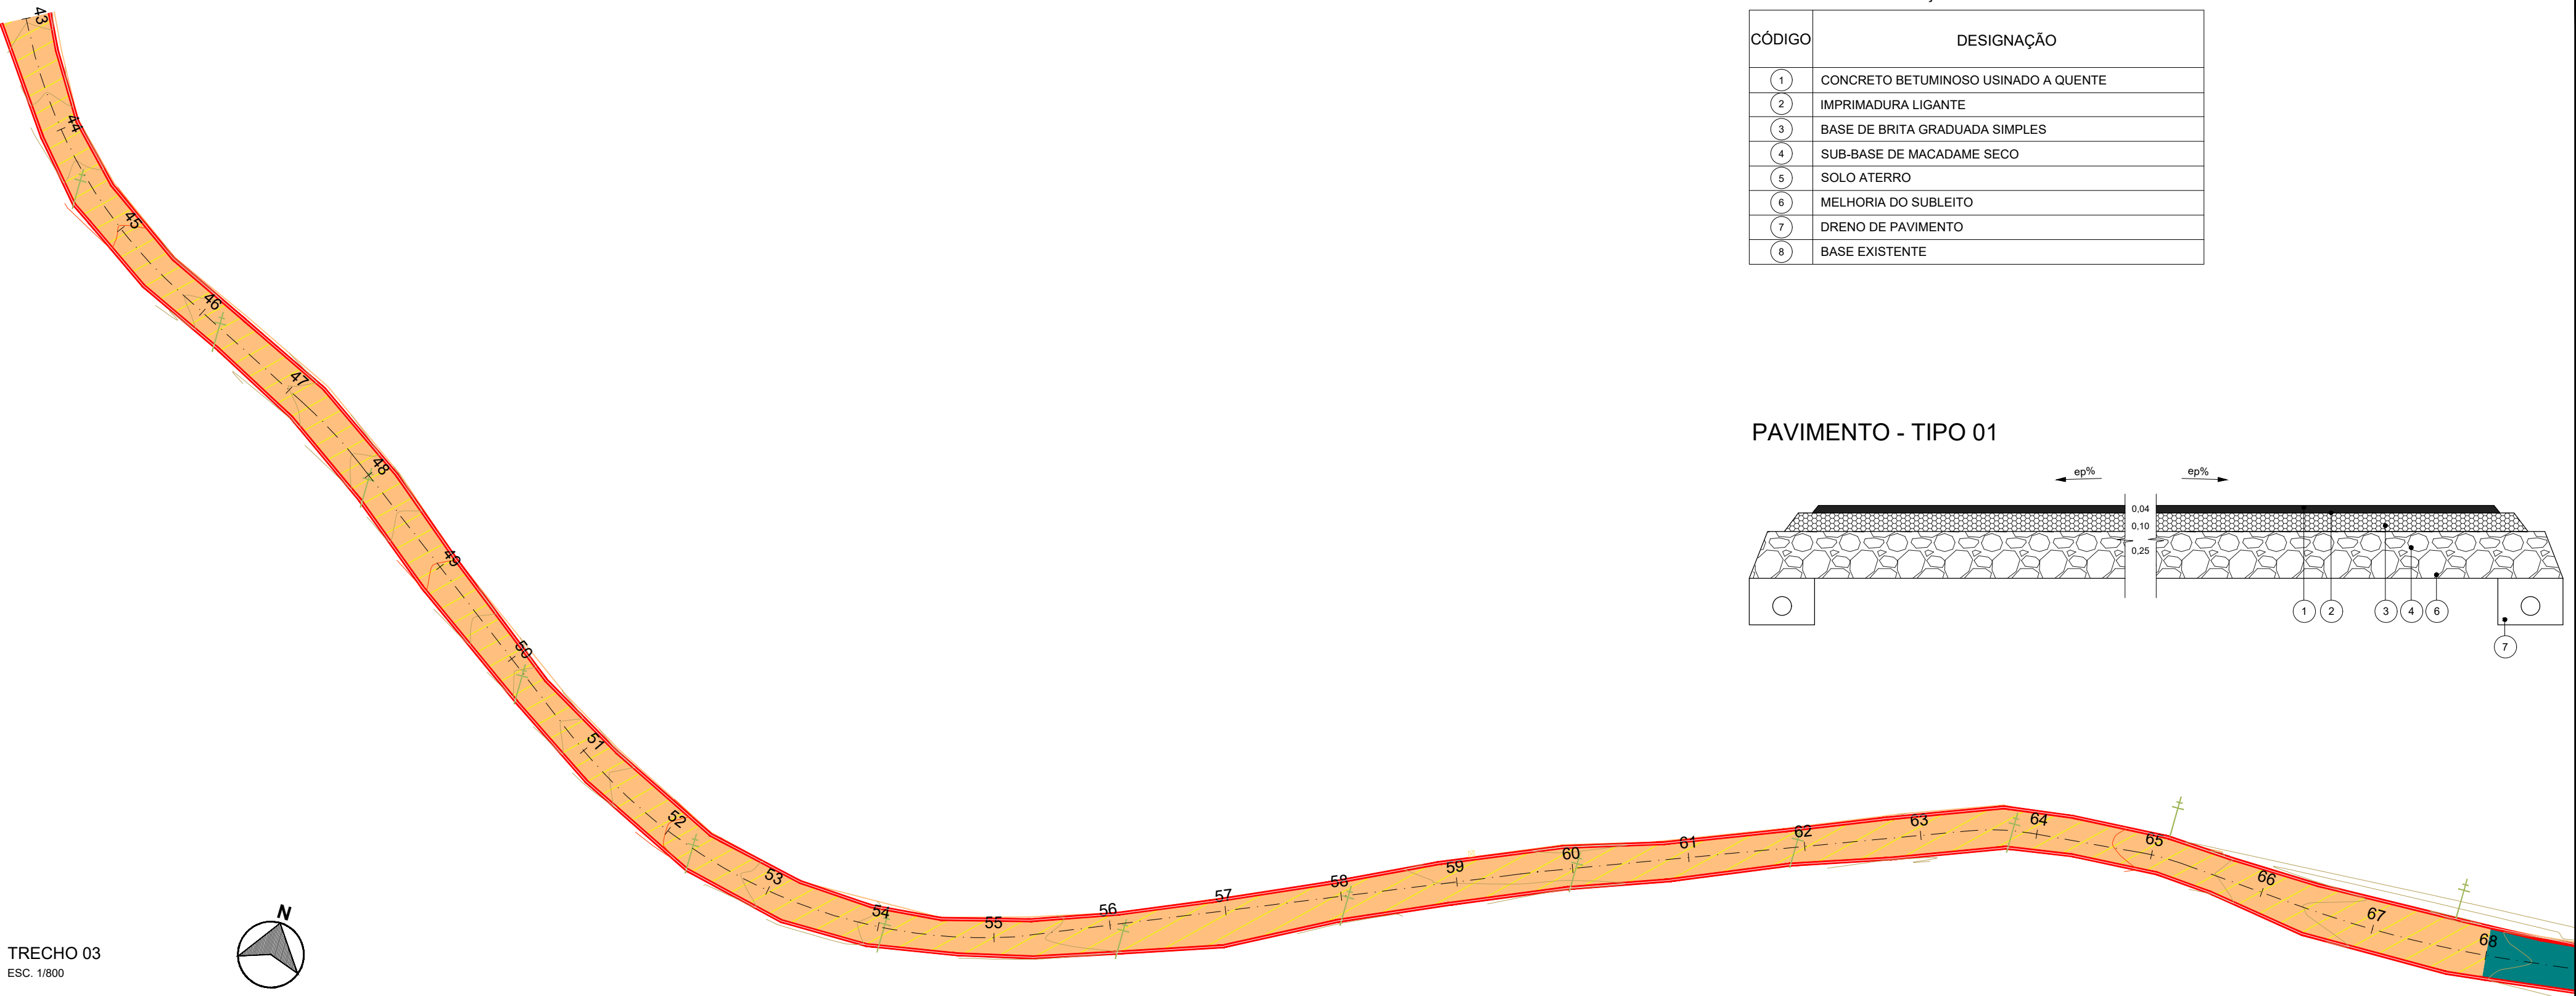 CÓDIGO DESIGNAÇÃO
1 CONCRETO BETUMINOSO USINADO A QUENTE
2 IMPRIMADURA LIGANTE
3 BASE DE BRITA GRADUADA SIMPLES
4 SUB-BASE DE MACADAME SECO
5 SOLO ATERRO
6 MELHORIA DO SUBLEITO
7 DRENO DE PAVIMENTO
8 BASE EXISTENTE
PAVIMENTO - TIPO 01
ep% ep%
0,04
0,10
0,25
1 2 3 4 6
7
43
44
45
46
47
48
49
50
51
52
53
54
55
56
57
58
59
60
61
62
63
64
65
66
67
68
N
TRECHO 03
ESC. 1/800